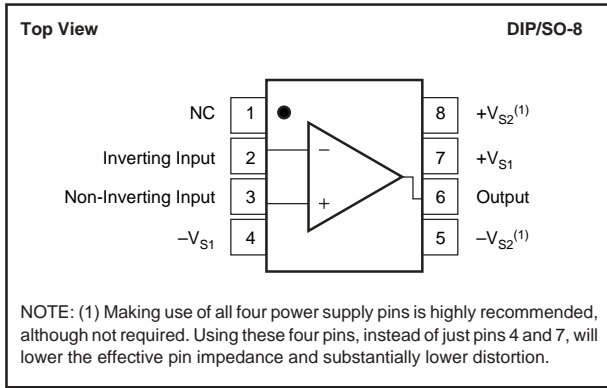 Top View DIP/SO-8
NC 1 8 +VS2(1)
Inverting Input 2 – 7 +VS1
Non-Inverting Input 3 + 6 Output
–VS1 4 5 –VS2(1)
NOTE: (1) Making use of all four power supply pins is highly recommended,
although not required. Using these four pins, instead of just pins 4 and 7, will
lower the effective pin impedance and substantially lower distortion.